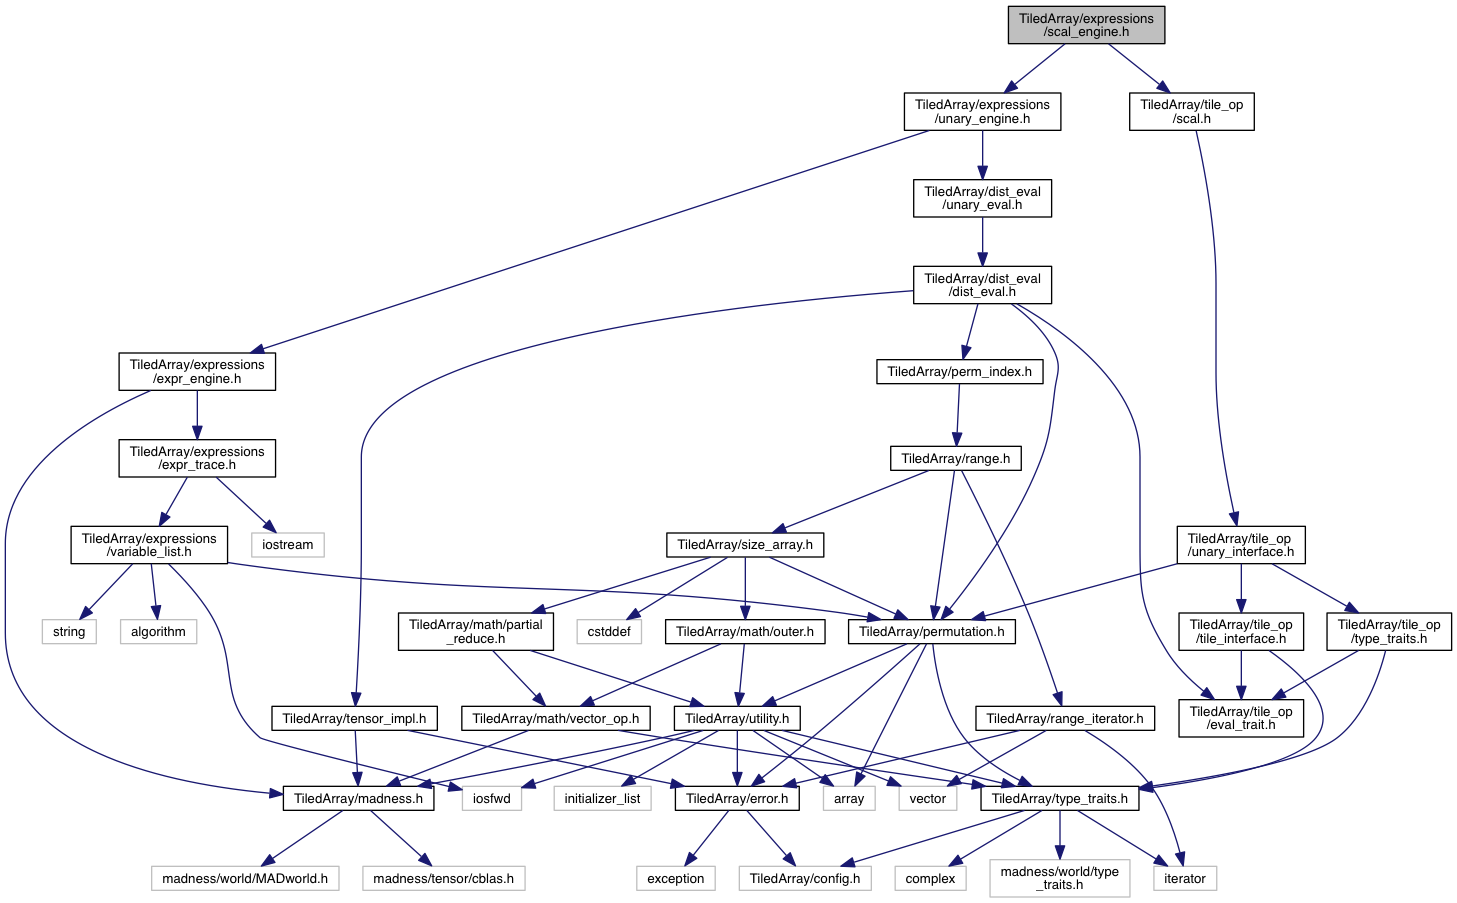 TiledArray/expressions
/scal_engine.h
TiledArray/expressions
/unary_engine.h
TiledArray/tile_op
/scal.h
TiledArray/dist_eval
/unary_eval.h
TiledArray/dist_eval
/dist_eval.h
TiledArray/expressions
/expr_engine.h
TiledArray/perm_index.h
TiledArray/expressions
/expr_trace.h
TiledArray/range.h
TiledArray/expressions
/variable_list.h
iostream
TiledArray/size_array.h
TiledArray/tile_op
/unary_interface.h
string
algorithm
TiledArray/math/partial
_reduce.h
cstddef
TiledArray/math/outer.h
TiledArray/permutation.h
TiledArray/tile_op
/tile_interface.h
TiledArray/tile_op
/type_traits.h
TiledArray/tensor_impl.h
TiledArray/math/vector_op.h
TiledArray/utility.h
TiledArray/range_iterator.h
TiledArray/tile_op
/eval_trait.h
TiledArray/madness.h
iosfwd
initializer_list
TiledArray/error.h
array
vector
TiledArray/type_traits.h
madness/world/MADworld.h
madness/tensor/cblas.h
exception
TiledArray/config.h
complex
madness/world/type
_traits.h
iterator